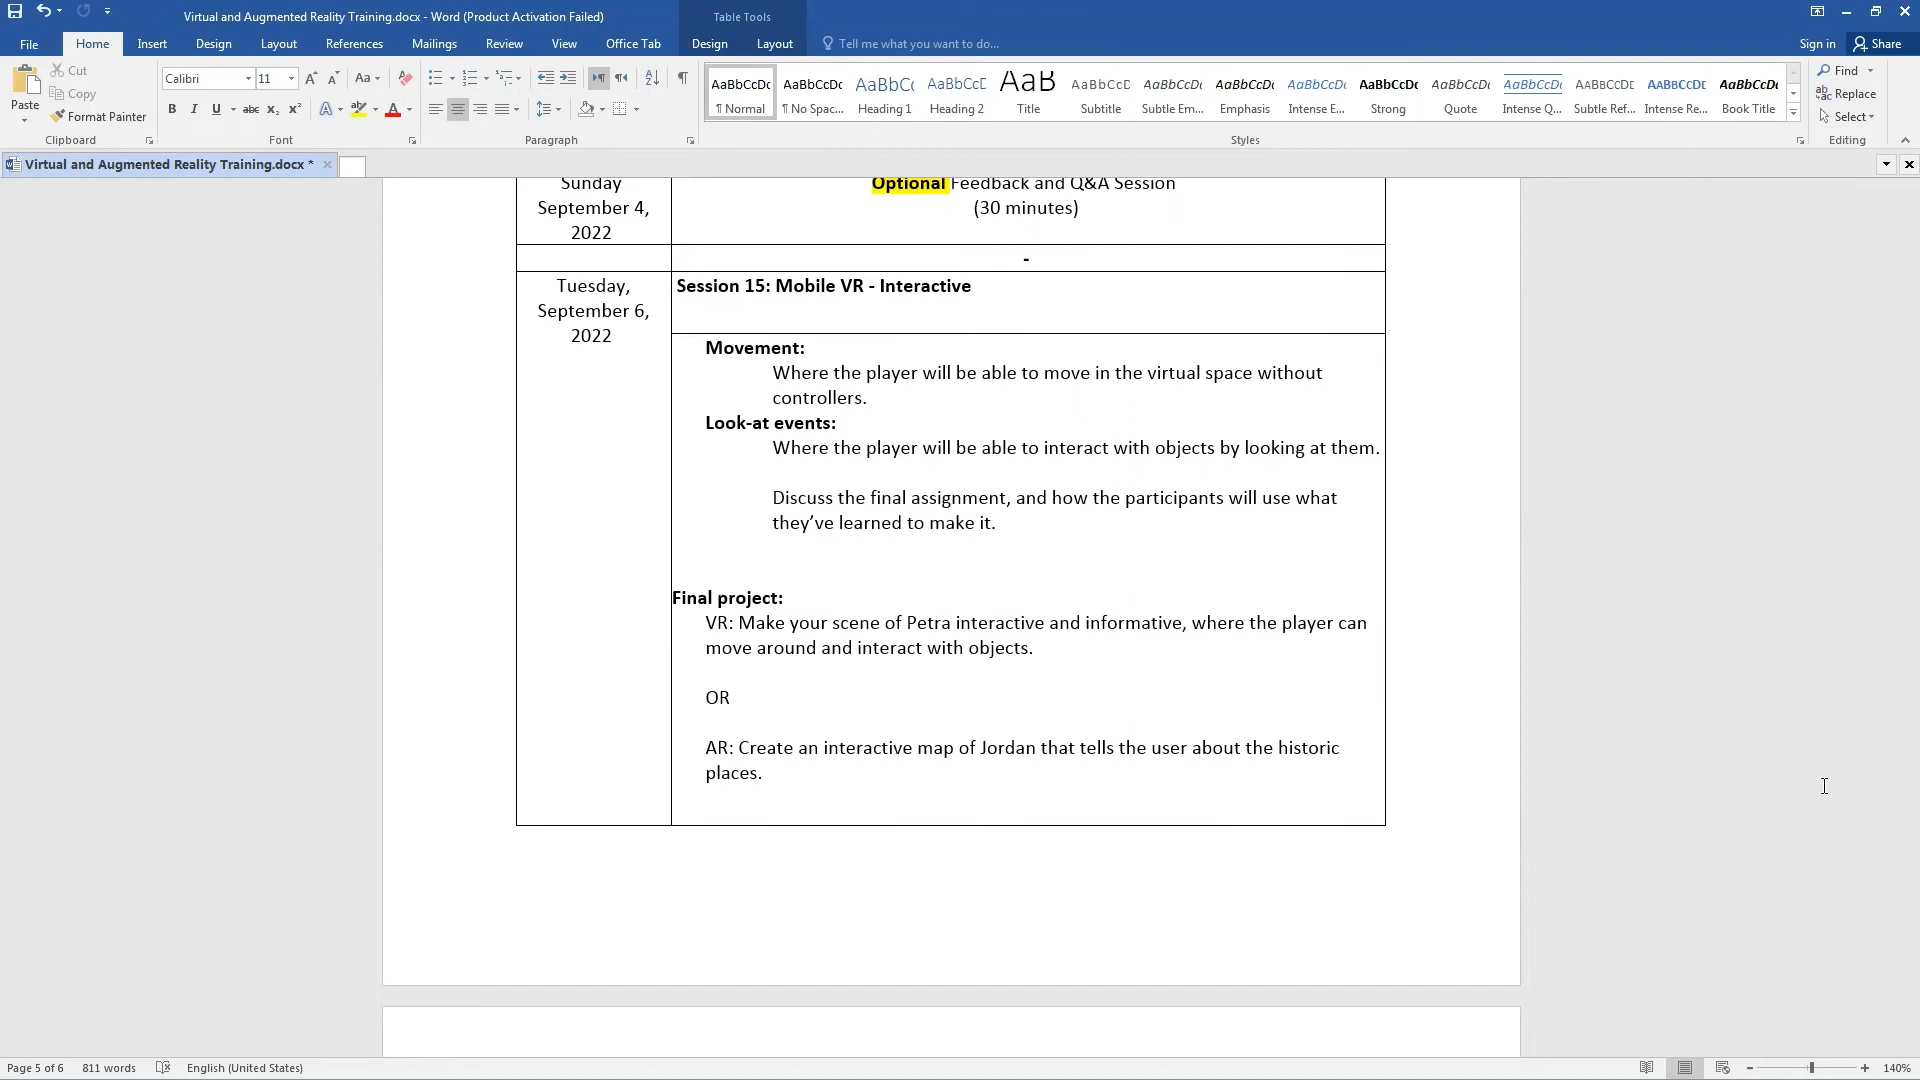 Virtual and Augmented Reality Training.docx - Word (Product Activation Failed)
Table Tools
File Home Insert Design Layout References Mailings Review View Office Tab Design Layout Tell me what you want to do... Sign in Share
Paste
Cut
Copy
Format Painter
Clipboard
Calibri 11
Font
Paragraph
AaBbCcDc AaBbCcDc AaBbCc AaBbCcE AaB AaBbCcD AaBbCcDc AaBbCcDc AaBbCcDc AaBbCcDc AaBbCcDc AaBbCcDc AABBCCDE AABBCCDE AaBbCcDc
¶ Normal ¶ No Spac... Heading 1 Heading 2 Title Subtitle Subtle Em... Emphasis Intense E... Strong Quote Intense Q... Subtle Ref... Intense Re... Book Title
Styles
Find
Replace
Select
Editing
Virtual and Augmented Reality Training.docx *
Sunday
September 4,
2022
Optional Feedback and Q&A Session
(30 minutes)
-
Tuesday,
September 6,
2022
Session 15: Mobile VR - Interactive
Movement:
Where the player will be able to move in the virtual space without
controllers.
Look-at events:
Where the player will be able to interact with objects by looking at them.
Discuss the final assignment, and how the participants will use what
they’ve learned to make it.
Final project:
VR: Make your scene of Petra interactive and informative, where the player can
move around and interact with objects.
OR
AR: Create an interactive map of Jordan that tells the user about the historic
places.
Page 5 of 6 811 words English (United States) 140%